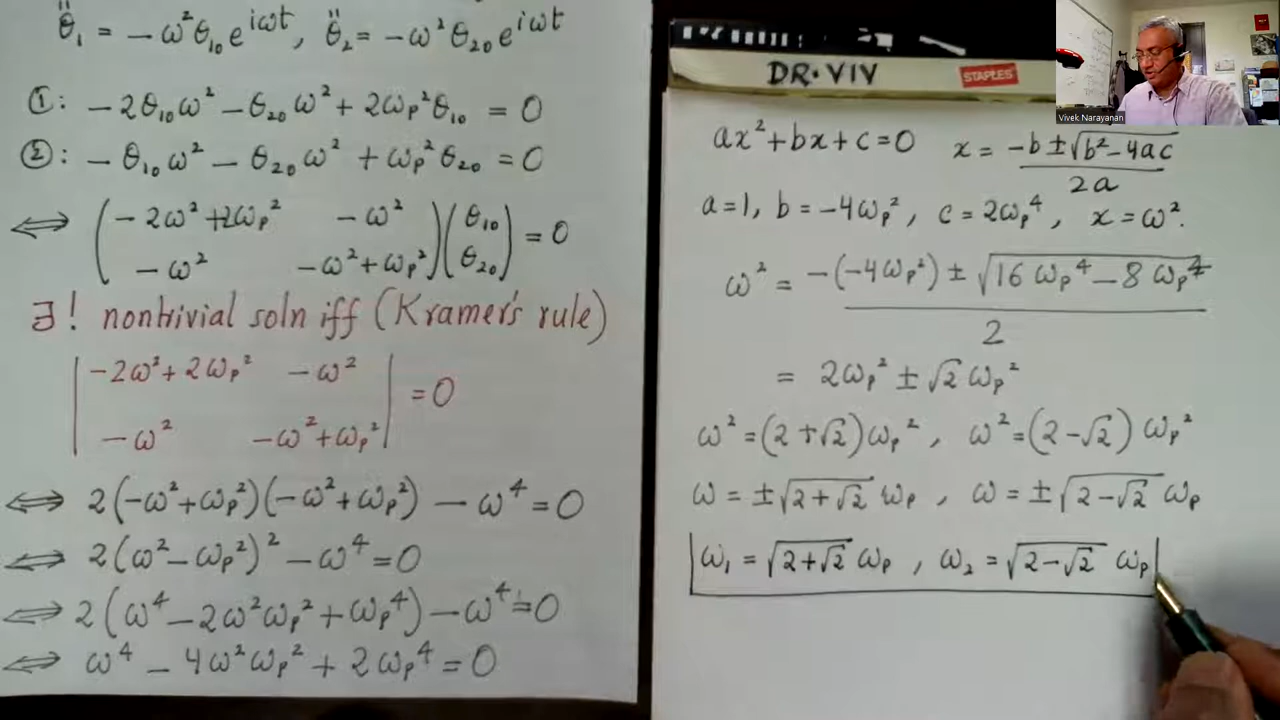 θ̈₁ = −ω²θ₁₀e^{iωt}, θ̈₂ = −ω²θ₂₀e^{iωt}
①: −2θ₁₀ω² − θ₂₀ω² + 2ωₚ²θ₁₀ = 0
②: −θ₁₀ω² − θ₂₀ω² + ωₚ²θ₂₀ = 0
⟺ ( −2ω² + 2ωₚ²   −ω² ) ( θ₁₀ ) = 0
( −ω²   −ω² + ωₚ² ) ( θ₂₀ )
∃! nontrivial soln iff (Kramer's rule)
| −2ω² + 2ωₚ²   −ω² | = 0
| −ω²   −ω² + ωₚ² |
⟺ 2(−ω² + ωₚ²)(−ω² + ωₚ²) − ω⁴ = 0
⟺ 2(ω² − ωₚ²)² − ω⁴ = 0
⟺ 2(ω⁴ − 2ω²ωₚ² + ωₚ⁴) − ω⁴ = 0
⟺ ω⁴ − 4ω²ωₚ² + 2ωₚ⁴ = 0
DR·VIV STAPLES
ax² + bx + c = 0   x = (−b ± √(b² − 4ac)) / 2a
a = 1, b = −4ωₚ², c = 2ωₚ⁴, x = ω².
ω² = (−(−4ωₚ²) ± √(16ωₚ⁴ − 8ωₚ⁴)) / 2
= 2ωₚ² ± √2 ωₚ²
ω² = (2 + √2)ωₚ², ω² = (2 − √2)ωₚ²
ω = ±√(2 + √2) ωₚ, ω = ±√(2 − √2) ωₚ
ω₁ = √(2 + √2) ωₚ, ω₂ = √(2 − √2) ωₚ
Vivek Narayanan